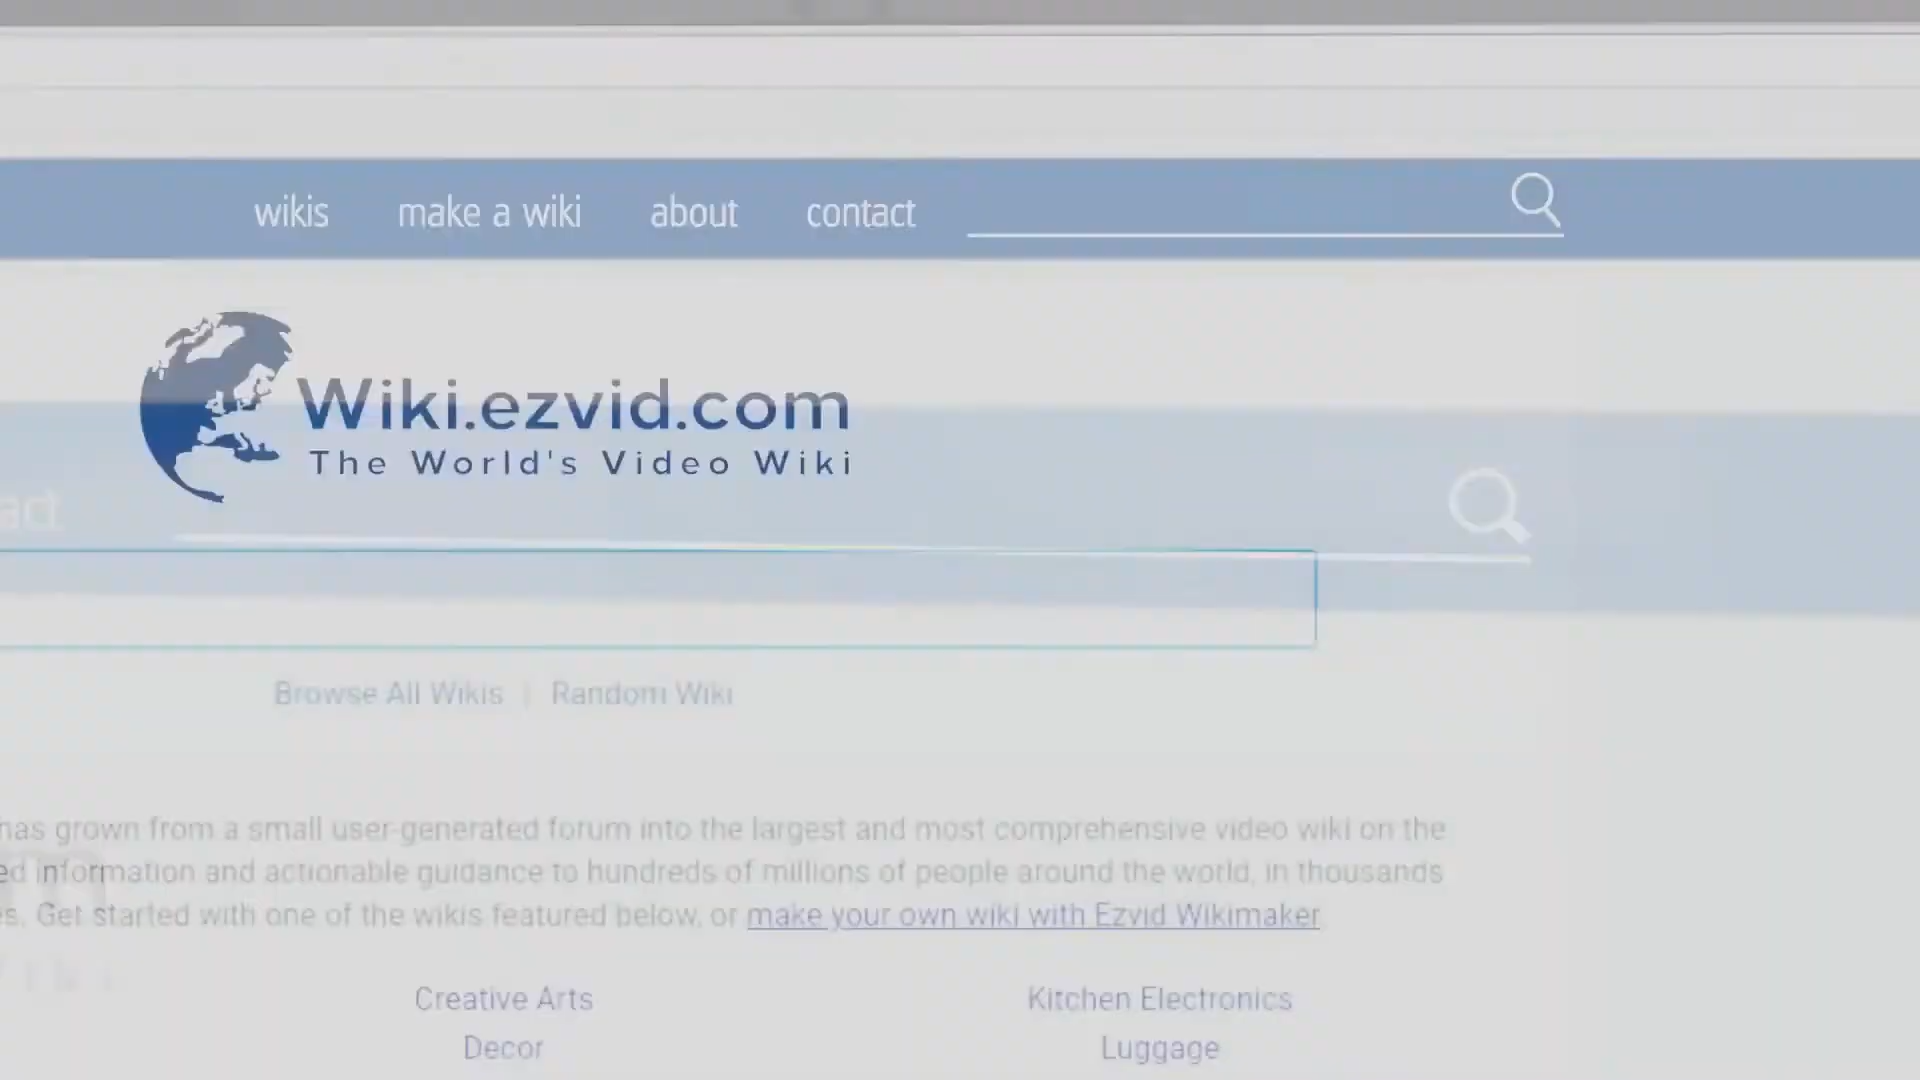 wikis make a wiki about contact
Wiki.ezvid.com
The World's Video Wiki
Browse All Wikis | Random Wiki
has grown from a small user-generated forum into the largest and most comprehensive video wiki on the
information and actionable guidance to hundreds of millions of people around the world, in thousands
Get started with one of the wikis featured below, or make your own wiki with Ezvid Wikimaker
Creative Arts Kitchen Electronics
Decor Luggage